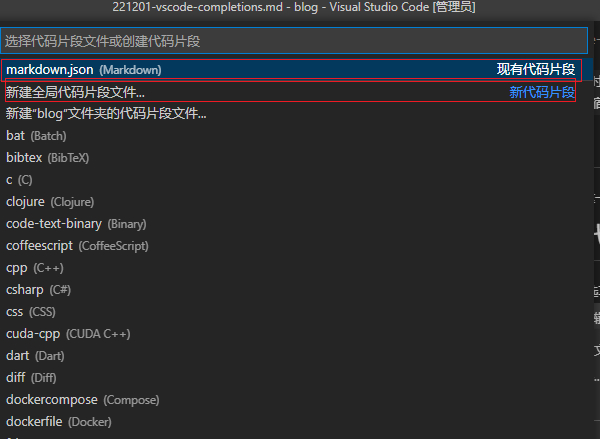 221201-vscode-completions.md - blog - Visual Studio Code [管理员]
选择代码片段文件或创建代码片段
markdown.json (Markdown) 现有代码片段
新建全局代码片段文件... 新代码片段
新建“blog”文件夹的代码片段文件...
bat (Batch)
bibtex (BibTeX)
c (C)
clojure (Clojure)
code-text-binary (Binary)
coffeescript (CoffeeScript)
cpp (C++)
csharp (C#)
css (CSS)
cuda-cpp (CUDA C++)
dart (Dart)
diff (Diff)
dockercompose (Compose)
dockerfile (Docker)